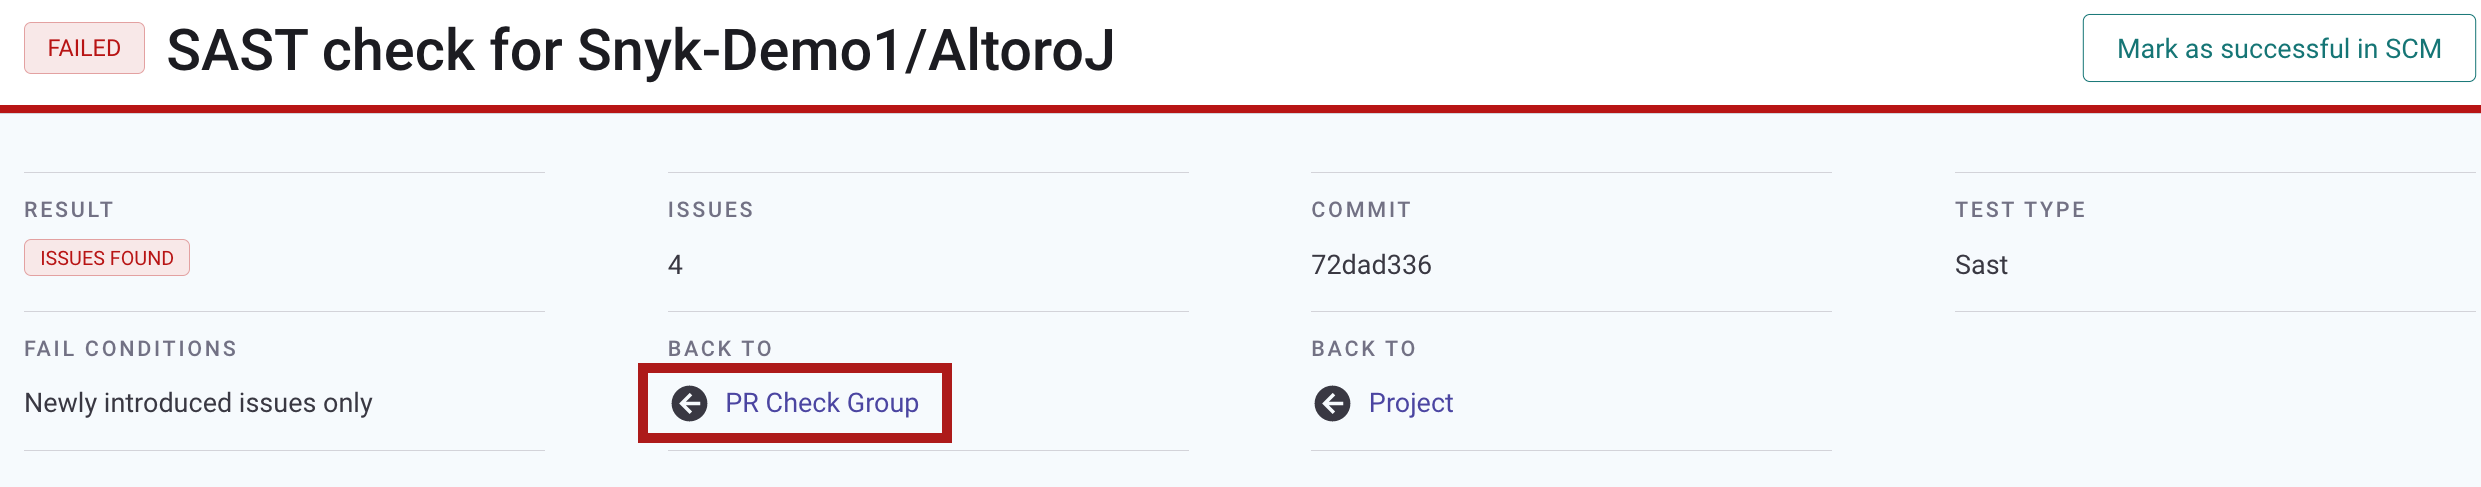 FAILED SAST check for Snyk-Demo1/AltoroJ Mark as successful in SCM
RESULT ISSUES COMMIT TEST TYPE
ISSUES FOUND 4 72dad336 Sast
FAIL CONDITIONS BACK TO BACK TO
Newly introduced issues only PR Check Group Project